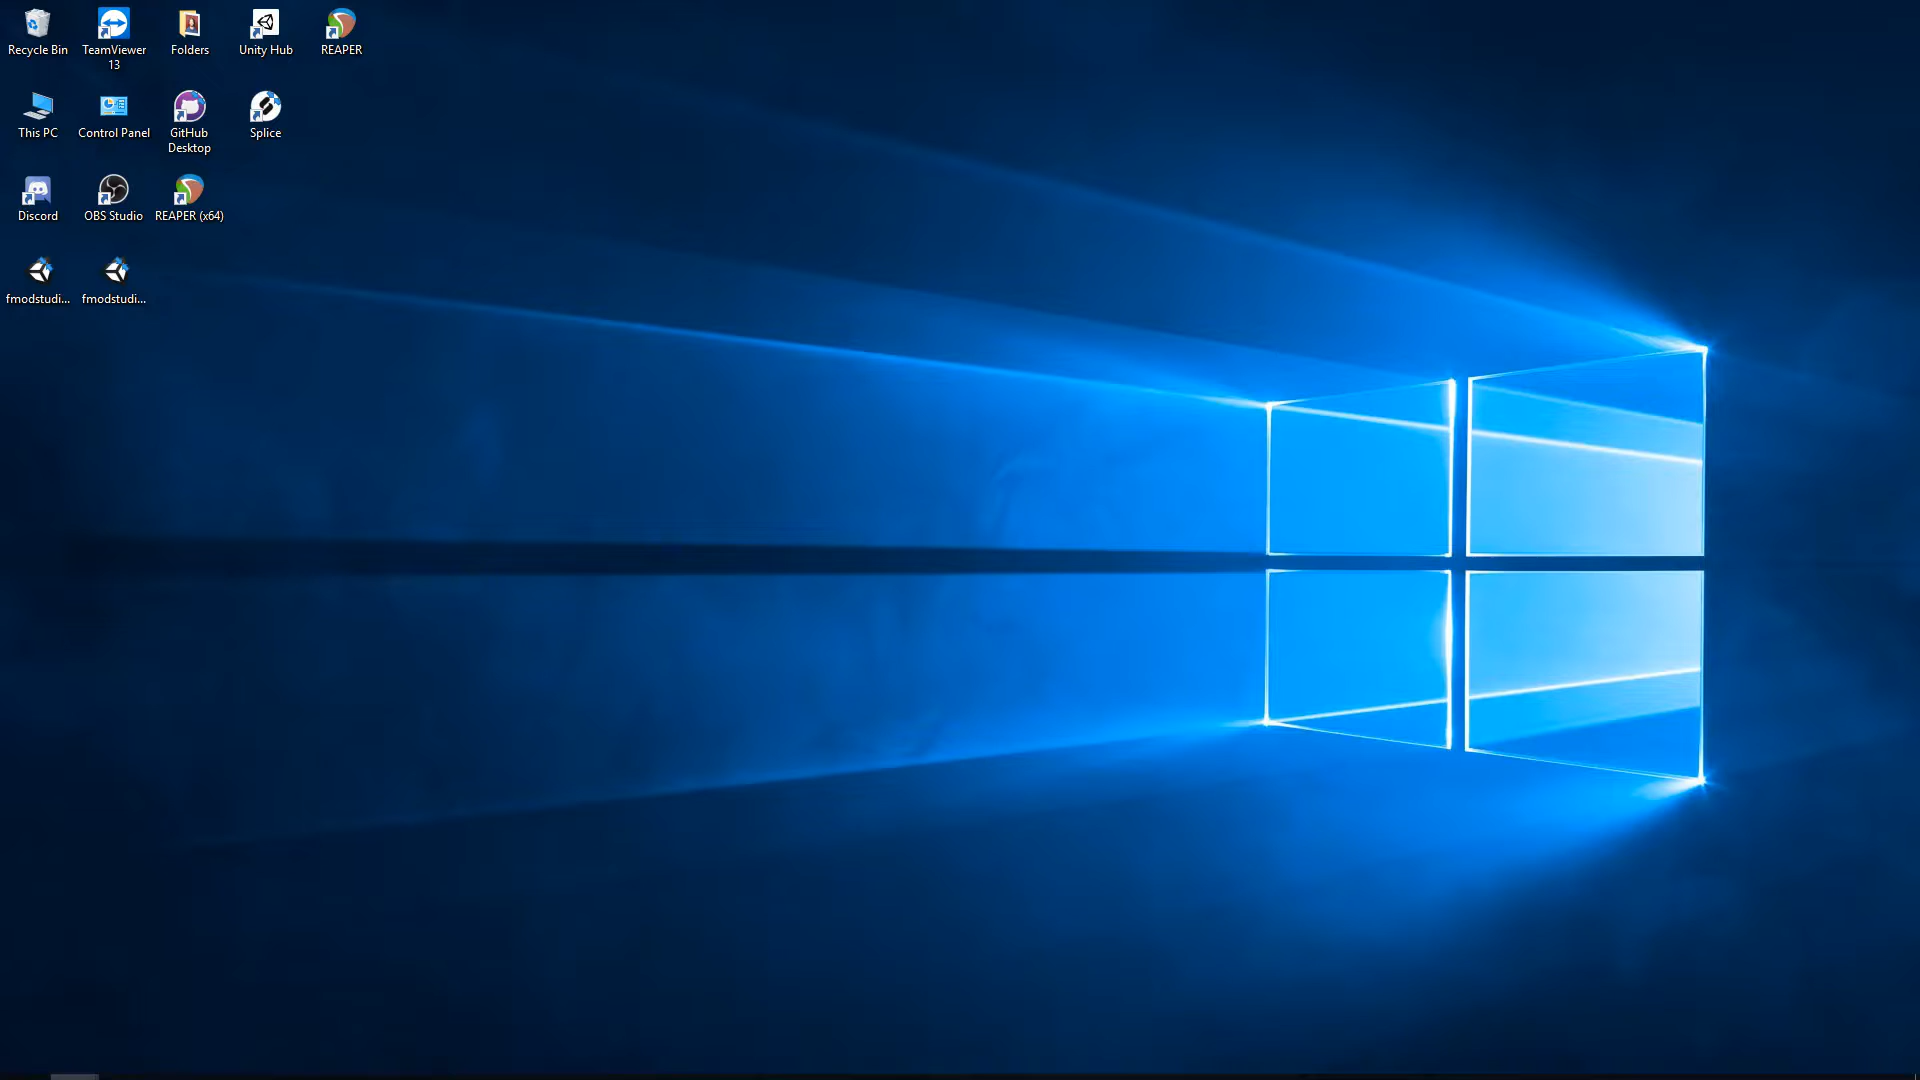 Recycle Bin
TeamViewer
13
Folders
Unity Hub
REAPER
This PC
Control Panel
GitHub
Desktop
Splice
Discord
OBS Studio
REAPER (x64)
fmodstudi...
fmodstudi...